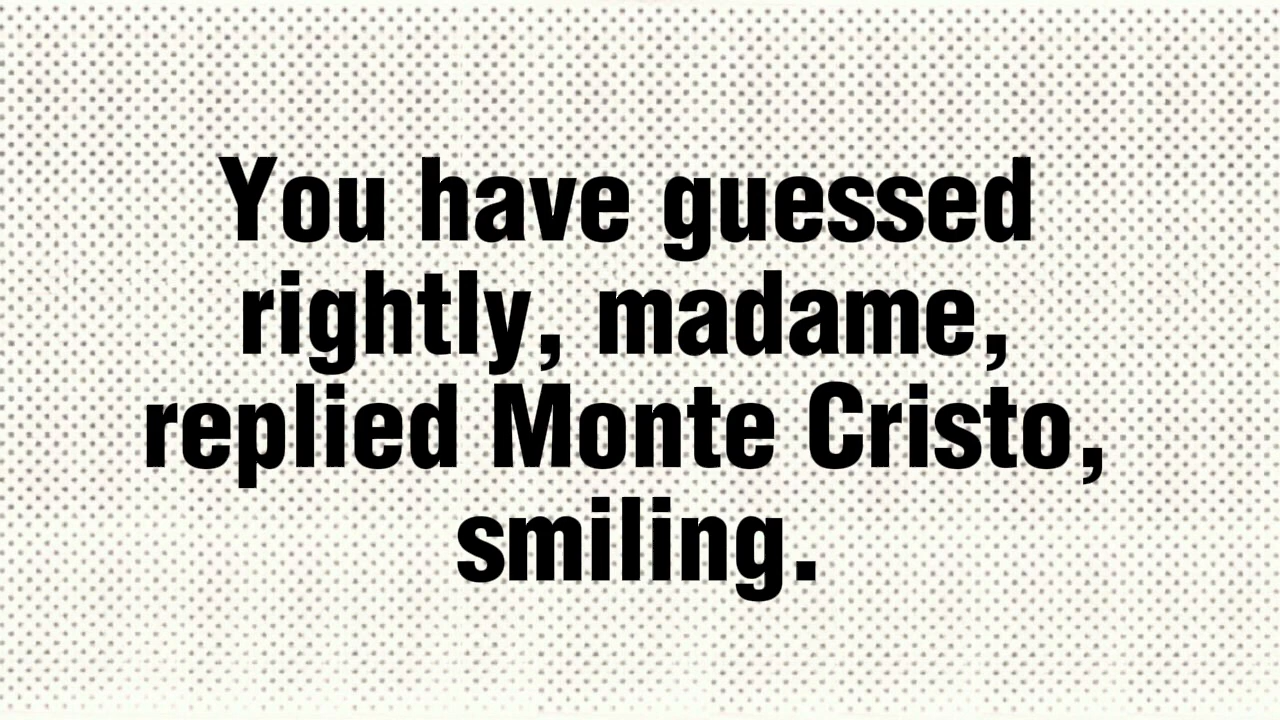 You have guessed
rightly, madame,
replied Monte Cristo,
smiling.